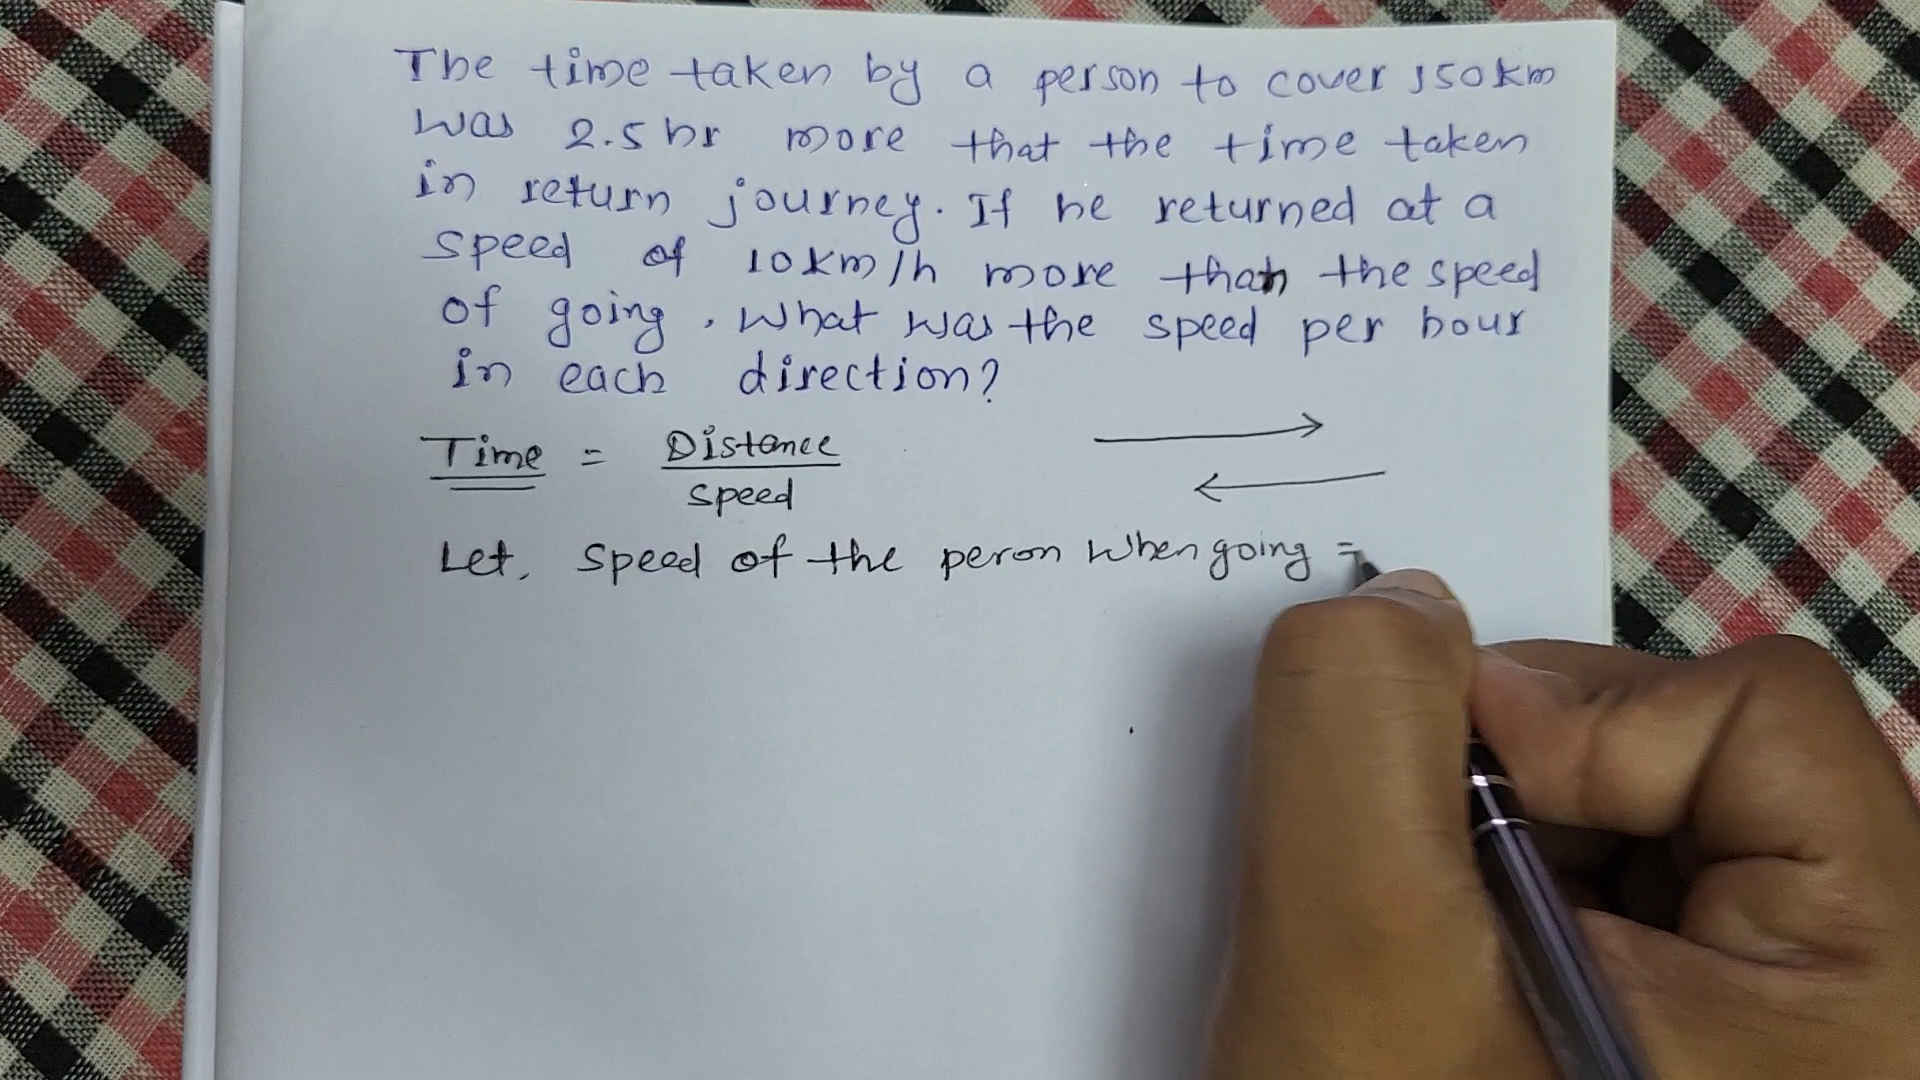 The time taken by a person to cover 150km
was 2.5 hr more that the time taken
in return journey. If he returned at a
speed of 10km/h more than the speed
of going. What was the speed per hour
in each direction?
Time = Distance
speed
Let, speed of the peron when going =